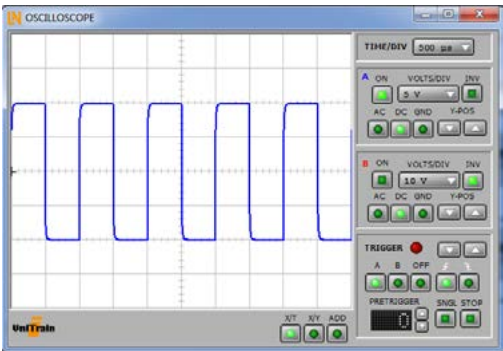 OSCILLOSCOPE
TIME/DIV 500 µs
A ON VOLTS/DIV INV
5 V
AC DC GND Y-POS
B ON VOLTS/DIV INV
10 V
AC DC GND Y-POS
TRIGGER
A B OFF
PRETRIGGER SNGL STOP
0
UniTrain
X/T X/Y ADD